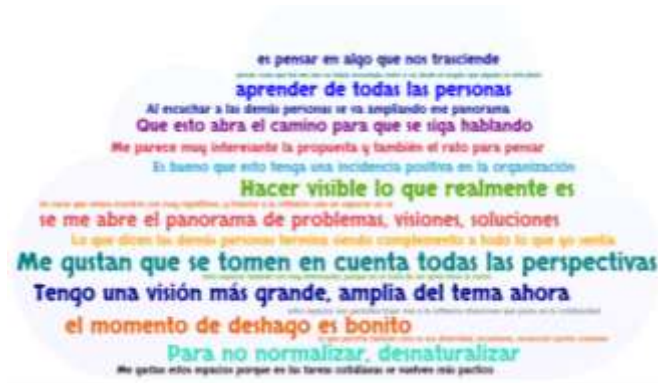 es pensar en algo que nos trasciende
aprender de todas las personas
Al escuchar a las demás personas se va ampliando me panorama
Que esto abra el camino para que se siga hablando
Me parece muy interesante la propuesta y también el rato para pensar
Es bueno que esto tenga una incidencia positiva en la organización
Hacer visible lo que realmente es
se me abre el panorama de problemas, visiones, soluciones
Lo que dicen las demás personas termina siendo complemento a todo lo que yo sentía
Me gustan que se tomen en cuenta todas las perspectivas
Tengo una visión más grande, amplia del tema ahora
el momento de deshago es bonito
Para no normalizar, desnaturalizar
Me gustan estos espacios porque en las tareas cotidianas se vuelven más